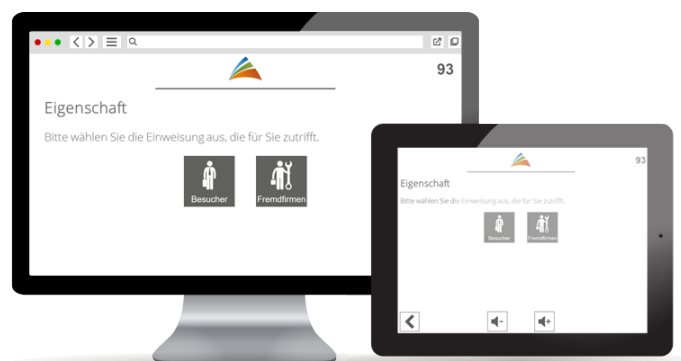 93
Eigenschaft
Bitte wählen Sie die Einweisung aus, die für Sie zutrifft.
Besucher
Fremdfirmen
93
Eigenschaft
Bitte wählen Sie die Einweisung aus, die für Sie zutrifft.
Besucher
Fremdfirmen